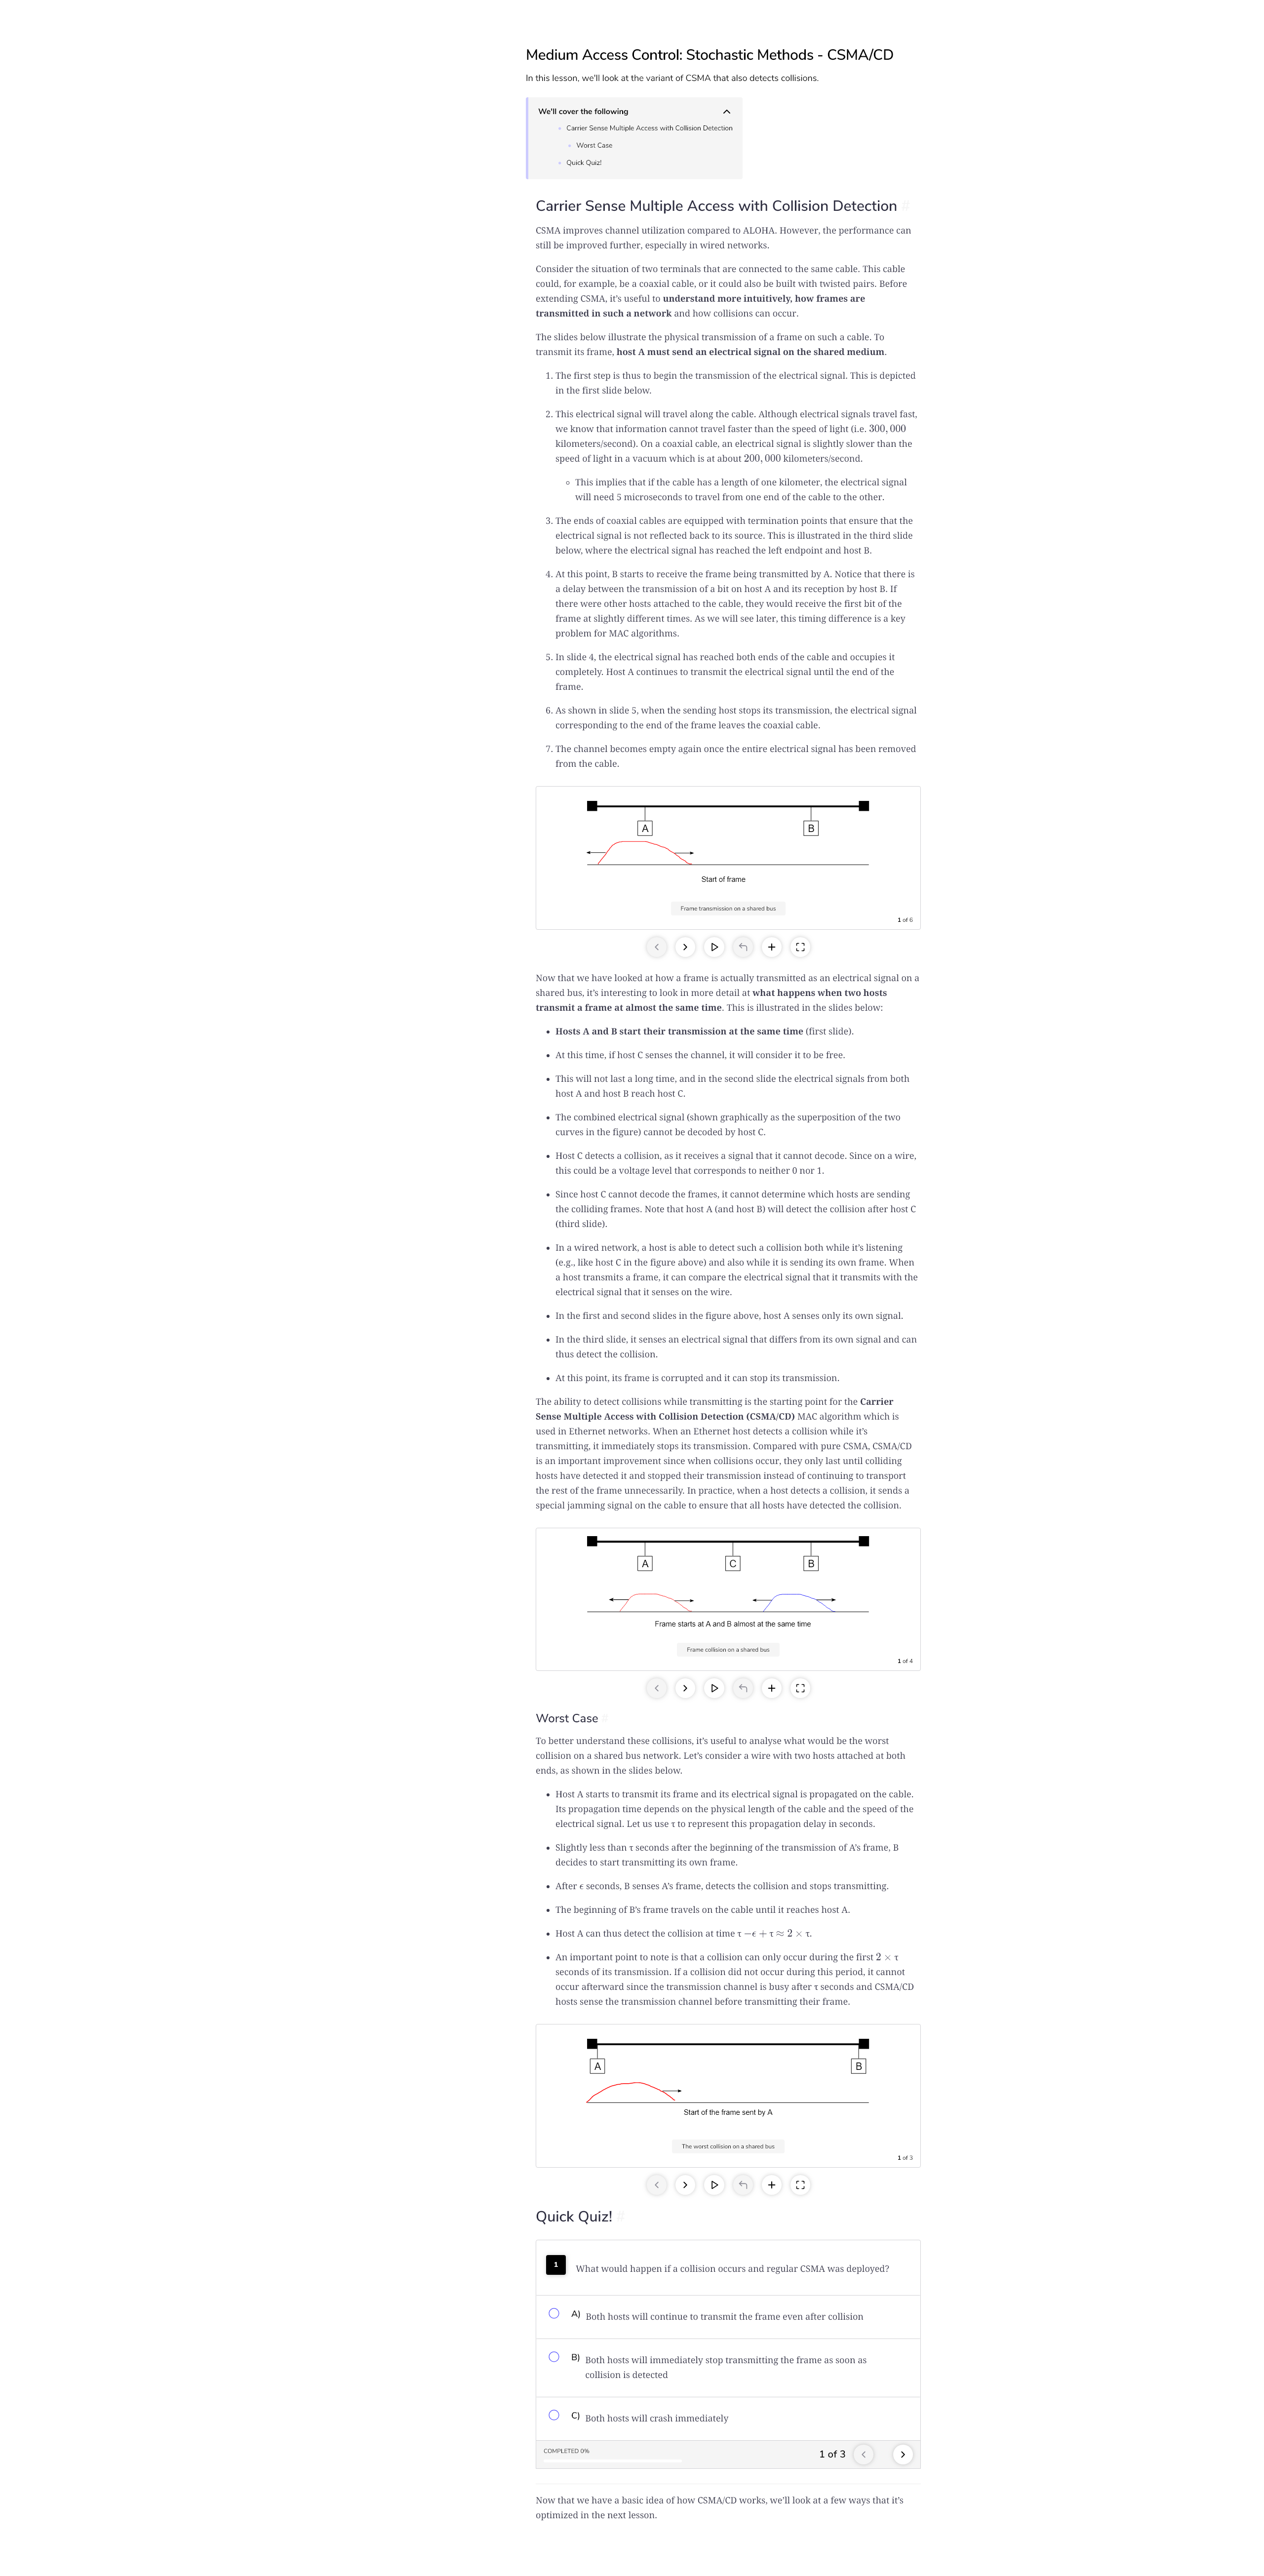 Medium Access Control: Stochastic Methods - CSMA/CD
In this lesson, we'll look at the variant of CSMA that also detects collisions.
We'll cover the following
Carrier Sense Multiple Access with Collision Detection
Worst Case
Quick Quiz!
Carrier Sense Multiple Access with Collision Detection #
CSMA improves channel utilization compared to ALOHA. However, the performance can
still be improved further, especially in wired networks.
Consider the situation of two terminals that are connected to the same cable. This cable
could, for example, be a coaxial cable, or it could also be built with twisted pairs. Before
extending CSMA, it's useful to understand more intuitively, how frames are
transmitted in such a network and how collisions can occur.
The slides below illustrate the physical transmission of a frame on such a cable. To
transmit its frame, host A must send an electrical signal on the shared medium.
1. The first step is thus to begin the transmission of the electrical signal. This is depicted
in the first slide below.
2. This electrical signal will travel along the cable. Although electrical signals travel fast,
we know that information cannot travel faster than the speed of light (i.e. 300, 000
kilometers/second). On a coaxial cable, an electrical signal is slightly slower than the
speed of light in a vacuum which is at about 200, 000 kilometers/second.
This implies that if the cable has a length of one kilometer, the electrical signal
will need 5 microseconds to travel from one end of the cable to the other.
3. The ends of coaxial cables are equipped with termination points that ensure that the
electrical signal is not reflected back to its source. This is illustrated in the third slide
below, where the electrical signal has reached the left endpoint and host B.
4. At this point, B starts to receive the frame being transmitted by A. Notice that there is
a delay between the transmission of a bit on host A and its reception by host B. If
there were other hosts attached to the cable, they would receive the first bit of the
frame at slightly different times. As we will see later, this timing difference is a key
problem for MAC algorithms.
5. In slide 4, the electrical signal has reached both ends of the cable and occupies it
completely. Host A continues to transmit the electrical signal until the end of the
frame.
6. As shown in slide 5, when the sending host stops its transmission, the electrical signal
corresponding to the end of the frame leaves the coaxial cable.
7. The channel becomes empty again once the entire electrical signal has been removed
from the cable.
A B
Start of frame
Frame transmission on a shared bus
1 of 6
Now that we have looked at how a frame is actually transmitted as an electrical signal on a
shared bus, it's interesting to look in more detail at what happens when two hosts
transmit a frame at almost the same time. This is illustrated in the slides below:
Hosts A and B start their transmission at the same time (first slide).
At this time, if host C senses the channel, it will consider it to be free.
This will not last a long time, and in the second slide the electrical signals from both
host A and host B reach host C.
The combined electrical signal (shown graphically as the superposition of the two
curves in the figure) cannot be decoded by host C.
Host C detects a collision, as it receives a signal that it cannot decode. Since on a wire,
this could be a voltage level that corresponds to neither 0 nor 1.
Since host C cannot decode the frames, it cannot determine which hosts are sending
the colliding frames. Note that host A (and host B) will detect the collision after host C
(third slide).
In a wired network, a host is able to detect such a collision both while it's listening
(e.g., like host C in the figure above) and also while it is sending its own frame. When
a host transmits a frame, it can compare the electrical signal that it transmits with the
electrical signal that it senses on the wire.
In the first and second slides in the figure above, host A senses only its own signal.
In the third slide, it senses an electrical signal that differs from its own signal and can
thus detect the collision.
At this point, its frame is corrupted and it can stop its transmission.
The ability to detect collisions while transmitting is the starting point for the Carrier
Sense Multiple Access with Collision Detection (CSMA/CD) MAC algorithm which is
used in Ethernet networks. When an Ethernet host detects a collision while it's
transmitting, it immediately stops its transmission. Compared with pure CSMA, CSMA/CD
is an important improvement since when collisions occur, they only last until colliding
hosts have detected it and stopped their transmission instead of continuing to transport
the rest of the frame unnecessarily. In practice, when a host detects a collision, it sends a
special jamming signal on the cable to ensure that all hosts have detected the collision.
A C B
Frame starts at A and B almost at the same time
Frame collision on a shared bus
1 of 4
Worst Case #
To better understand these collisions, it's useful to analyse what would be the worst
collision on a shared bus network. Let's consider a wire with two hosts attached at both
ends, as shown in the slides below.
Host A starts to transmit its frame and its electrical signal is propagated on the cable.
Its propagation time depends on the physical length of the cable and the speed of the
electrical signal. Let us use τ to represent this propagation delay in seconds.
Slightly less than τ seconds after the beginning of the transmission of A's frame, B
decides to start transmitting its own frame.
After ϵ seconds, B senses A's frame, detects the collision and stops transmitting.
The beginning of B's frame travels on the cable until it reaches host A.
Host A can thus detect the collision at time τ −ϵ + τ ≈ 2 × τ.
An important point to note is that a collision can only occur during the first 2 × τ
seconds of its transmission. If a collision did not occur during this period, it cannot
occur afterward since the transmission channel is busy after τ seconds and CSMA/CD
hosts sense the transmission channel before transmitting their frame.
A B
Start of the frame sent by A
The worst collision on a shared bus
1 of 3
Quick Quiz! #
1 What would happen if a collision occurs and regular CSMA was deployed?
A) Both hosts will continue to transmit the frame even after collision
B) Both hosts will immediately stop transmitting the frame as soon as
collision is detected
C) Both hosts will crash immediately
COMPLETED 0%
1 of 3
Now that we have a basic idea of how CSMA/CD works, we'll look at a few ways that it's
optimized in the next lesson.